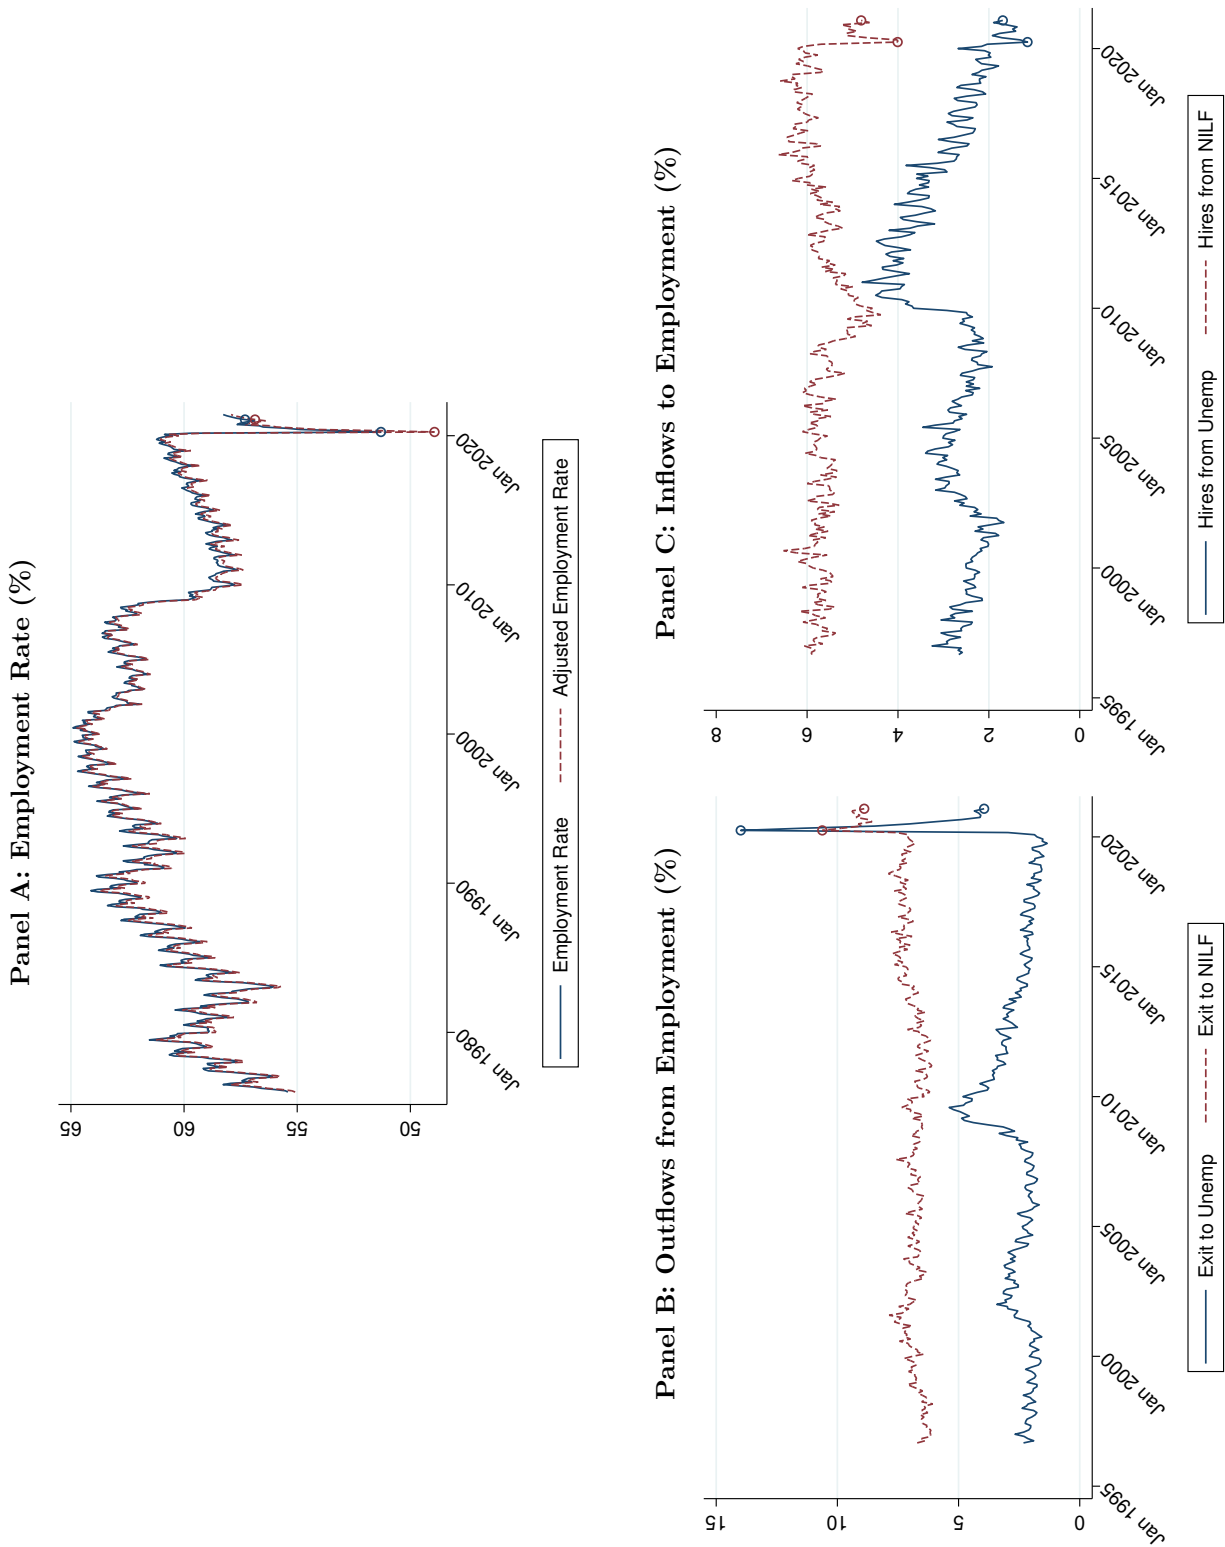 Panel A: Employment Rate (%)
65
60
55
50
Jan 1980
Jan 1990
Jan 2000
Jan 2010
Jan 2020
Employment Rate
Adjusted Employment Rate
Panel B: Outflows from Employment (%)
15
10
5
0
Jan 1995
Jan 2000
Jan 2005
Jan 2010
Jan 2015
Jan 2020
Exit to Unemp
Exit to NILF
Panel C: Inflows to Employment (%)
8
6
4
2
0
Jan 1995
Jan 2000
Jan 2005
Jan 2010
Jan 2015
Jan 2020
Hires from Unemp
Hires from NILF